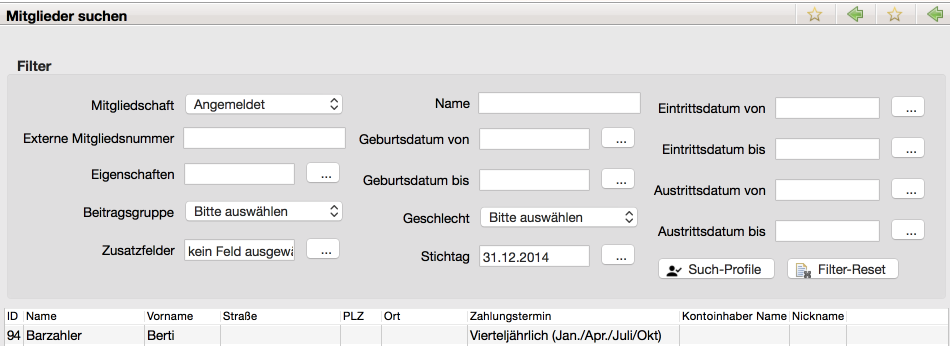 Mitglieder suchen
Filter
Mitgliedschaft Angemeldet
Externe Mitgliedsnummer
Eigenschaften ...
Beitragsgruppe Bitte auswählen
Zusatzfelder kein Feld ausgewä ...
Name
Geburtsdatum von ...
Geburtsdatum bis ...
Geschlecht Bitte auswählen
Stichtag 31.12.2014 ...
Eintrittsdatum von ...
Eintrittsdatum bis ...
Austrittsdatum von ...
Austrittsdatum bis ...
Such-Profile Filter-Reset
ID Name Vorname Straße PLZ Ort Zahlungstermin Kontoinhaber Name Nickname
94 Barzahler Berti Vierteljährlich (Jan./Apr./Juli/Okt)